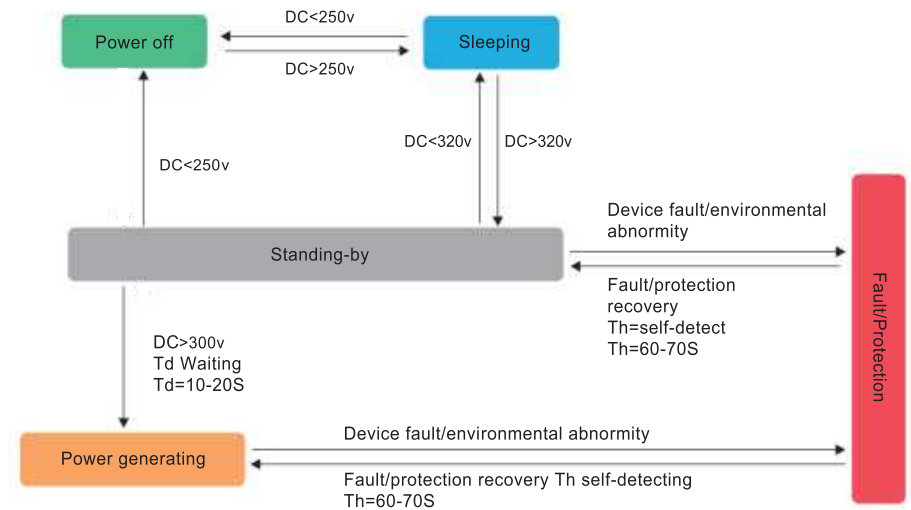 DC<250v
Power off
Sleeping
DC>250v
DC<320v
DC>320v
DC<250v
Device fault/environmental
abnormity
Standing-by
Fault/protection
recovery
Th=self-detect
Th=60-70S
Fault/Protection
DC>300v
Td Waiting
Td=10-20S
Device fault/environmental abnormity
Power generating
Fault/protection recovery Th self-detecting
Th=60-70S